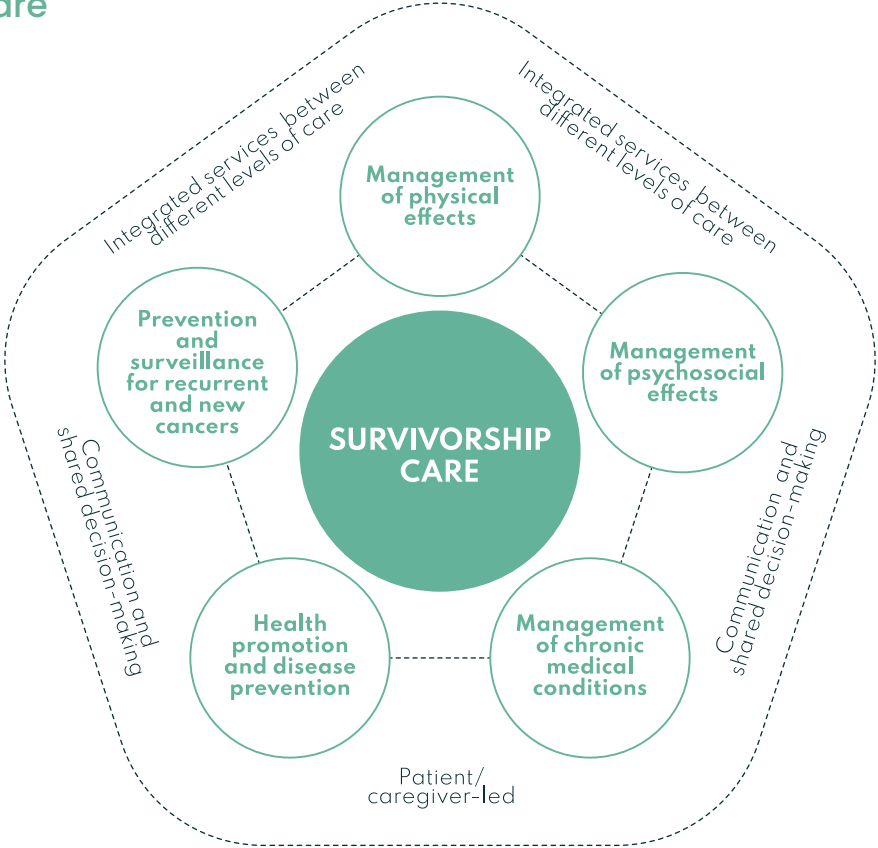 are
Integrated services between
different levels of care
Integrated services between
different levels of care
Management
of physical
effects
Prevention
and
surveillance
for recurrent
and new
cancers
Management
of psychosocial
effects
SURVIVORSHIP
CARE
Communication and
shared decision-making
Communication and
shared decision-making
Health
promotion
and disease
prevention
Management
of chronic
medical
conditions
Patient/
caregiver-led